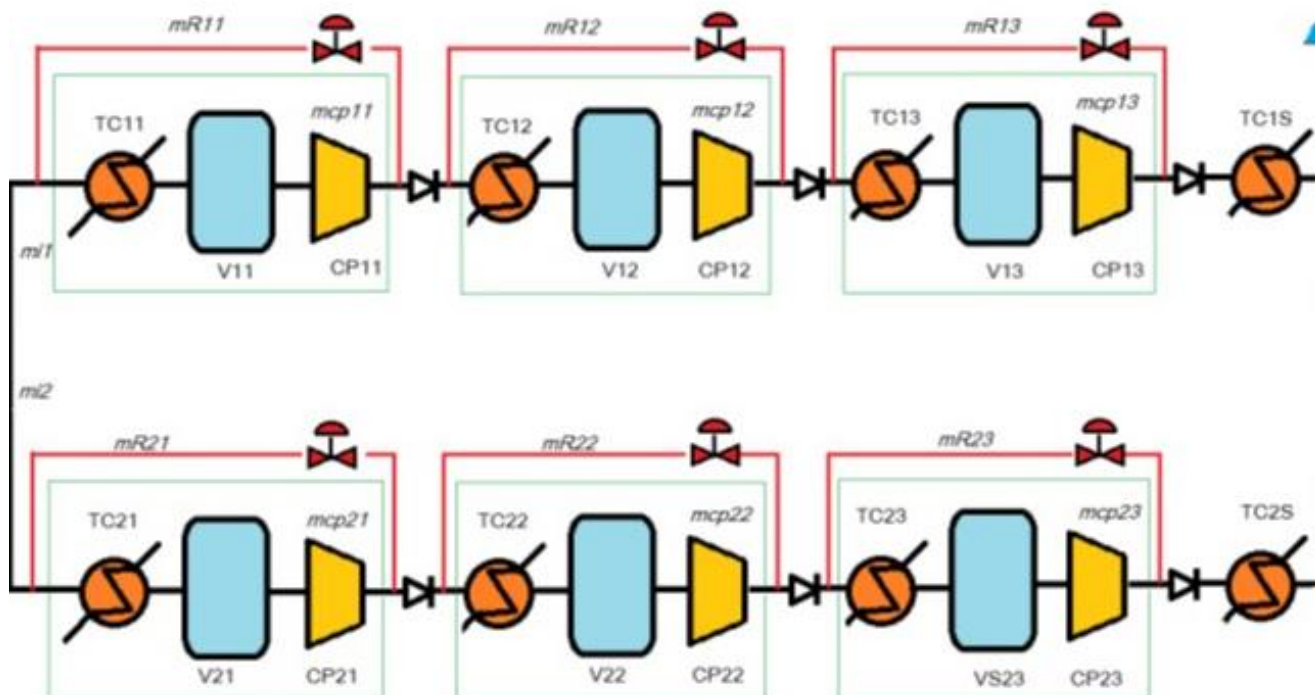 mR11
mR12
mR13
TC11
mcp11
TC12
mcp12
TC13
mcp13
TC1S
mi1
V11
CP11
V12
CP12
V13
CP13
mi2
mR21
mR22
mR23
TC21
mcp21
TC22
mcp22
TC23
mcp23
TC2S
V21
CP21
V22
CP22
VS23
CP23